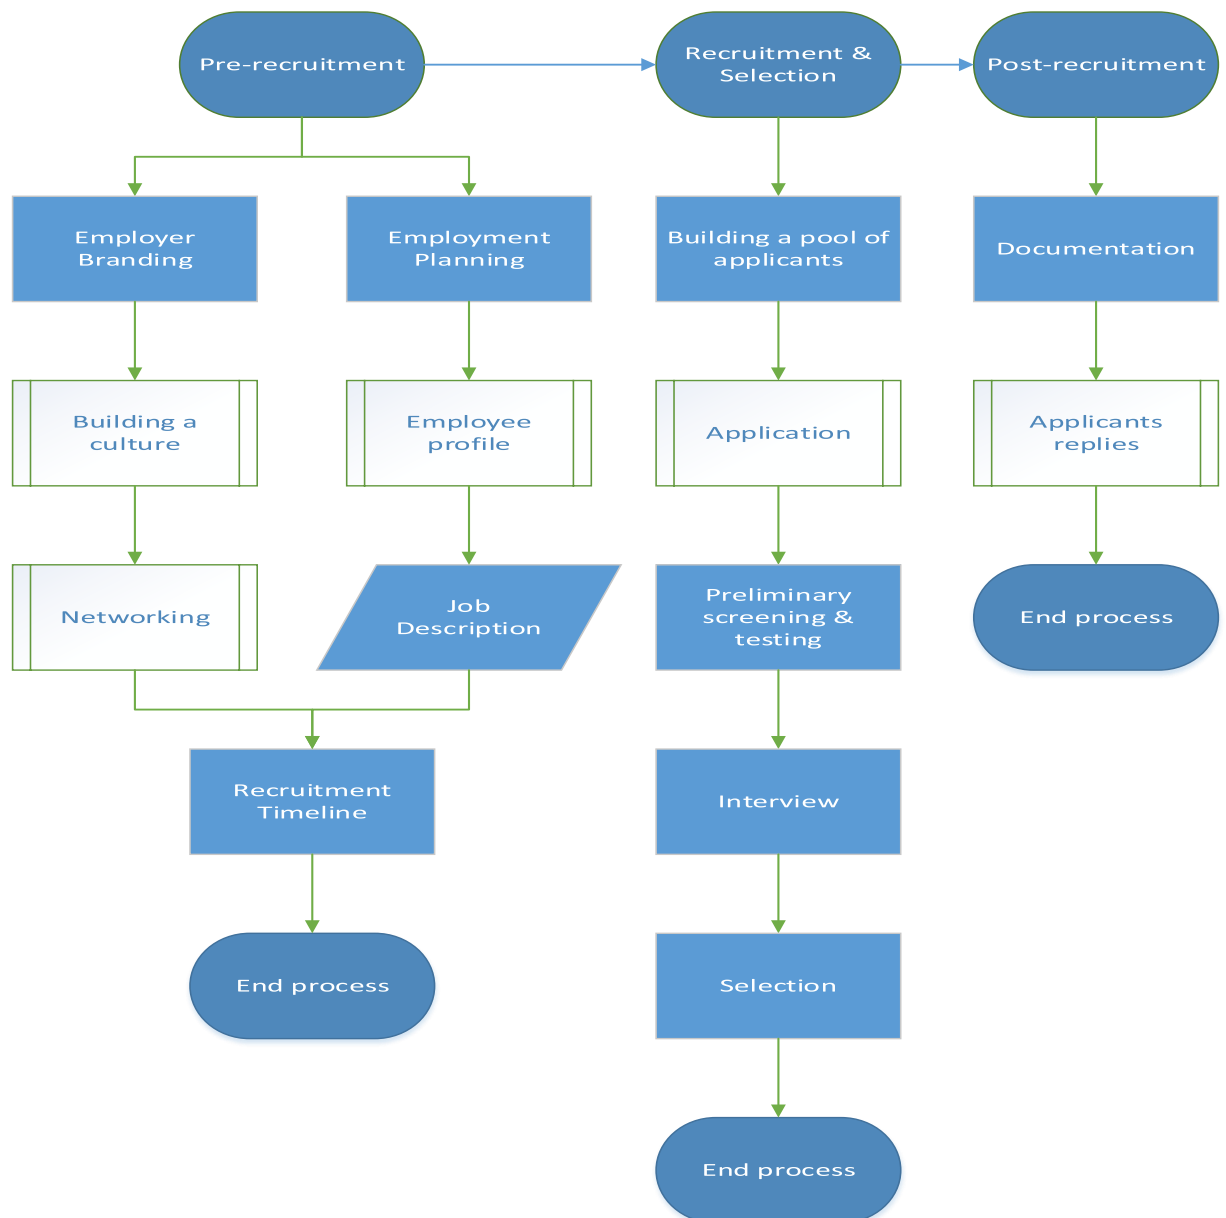 Pre-recruitment
Recruitment &
Selection
Post-recruitment
Employer
Branding
Employment
Planning
Building a pool of
applicants
Documentation
Building a
culture
Employee
profile
Application
Applicants
replies
Networking
Job
Description
Preliminary
screening &
testing
End process
Recruitment
Timeline
Interview
End process
Selection
End process